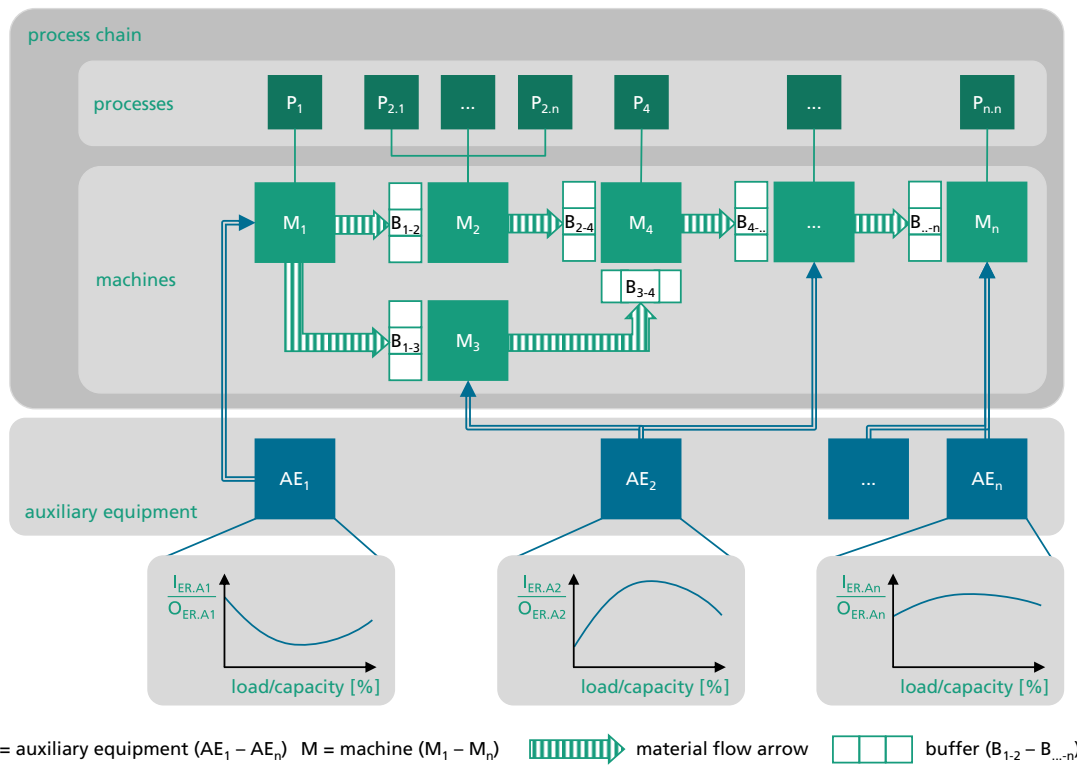 process chain
processes
P1 P2.1 ... P2.n P4 ... Pn.n
M1 B1-2 M2 B2-4 M4 B4-.. ... B..-n Mn
machines
B3-4
B1-3 M3
AE1 AE2 ... AEn
auxiliary equipment
IER.A1 IER.A2 IER.An
OER.A1 OER.A2 OER.An
load/capacity [%] load/capacity [%] load/capacity [%]
= auxiliary equipment (AE1 – AEn) M = machine (M1 – Mn) material flow arrow buffer (B1-2 – B...-n)